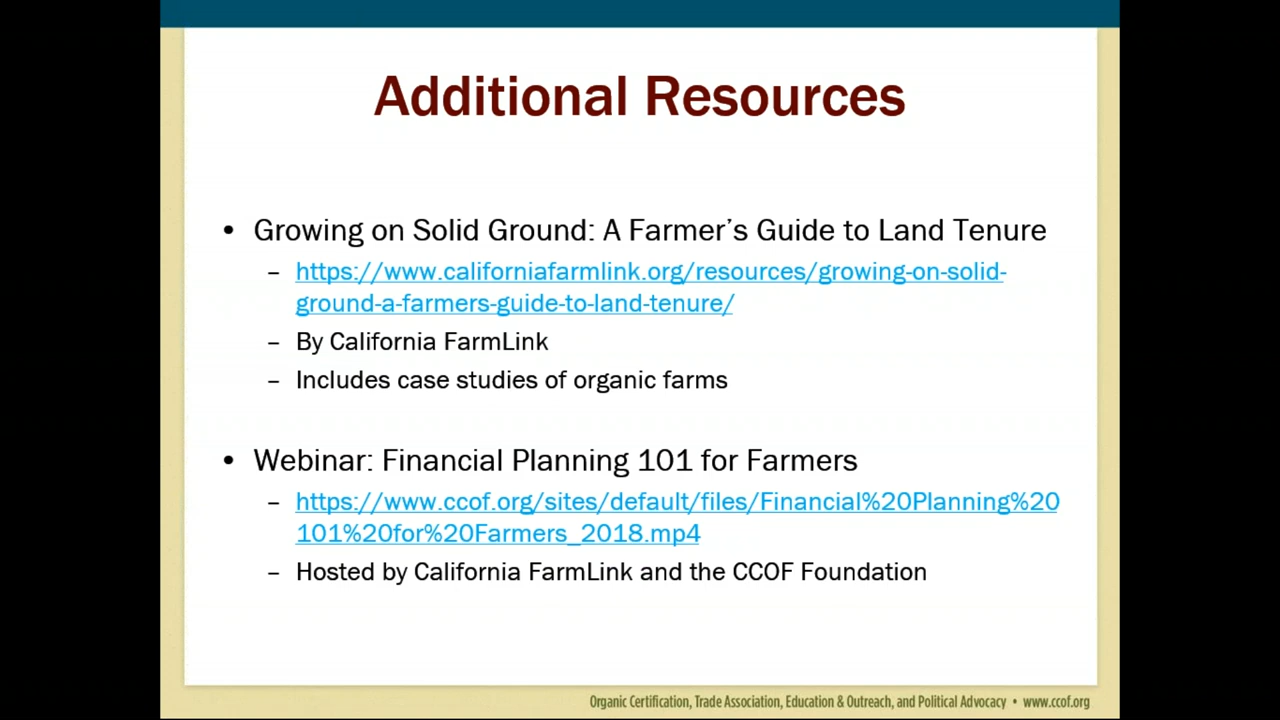 Additional Resources
• Growing on Solid Ground: A Farmer’s Guide to Land Tenure
– https://www.californiafarmlink.org/resources/growing-on-solid-
ground-a-farmers-guide-to-land-tenure/
– By California FarmLink
– Includes case studies of organic farms
• Webinar: Financial Planning 101 for Farmers
– https://www.ccof.org/sites/default/files/Financial%20Planning%20
101%20for%20Farmers_2018.mp4
– Hosted by California FarmLink and the CCOF Foundation
Organic Certification, Trade Association, Education & Outreach, and Political Advocacy • www.ccof.org